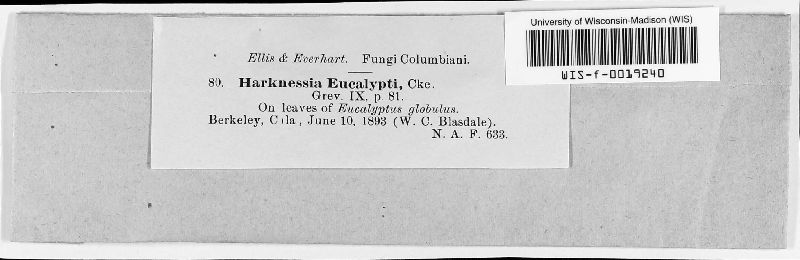 University of Wisconsin-Madison (WIS)
WIS-f-0019240
Ellis & Everhart. Fungi Columbiani.
80. Harknessia Eucalypti, Cke.
Grev. IX, p. 81.
On leaves of Eucalyptus globulus.
Berkeley, Cala, June 10, 1893 (W. C. Blasdale).
N. A. F. 633.